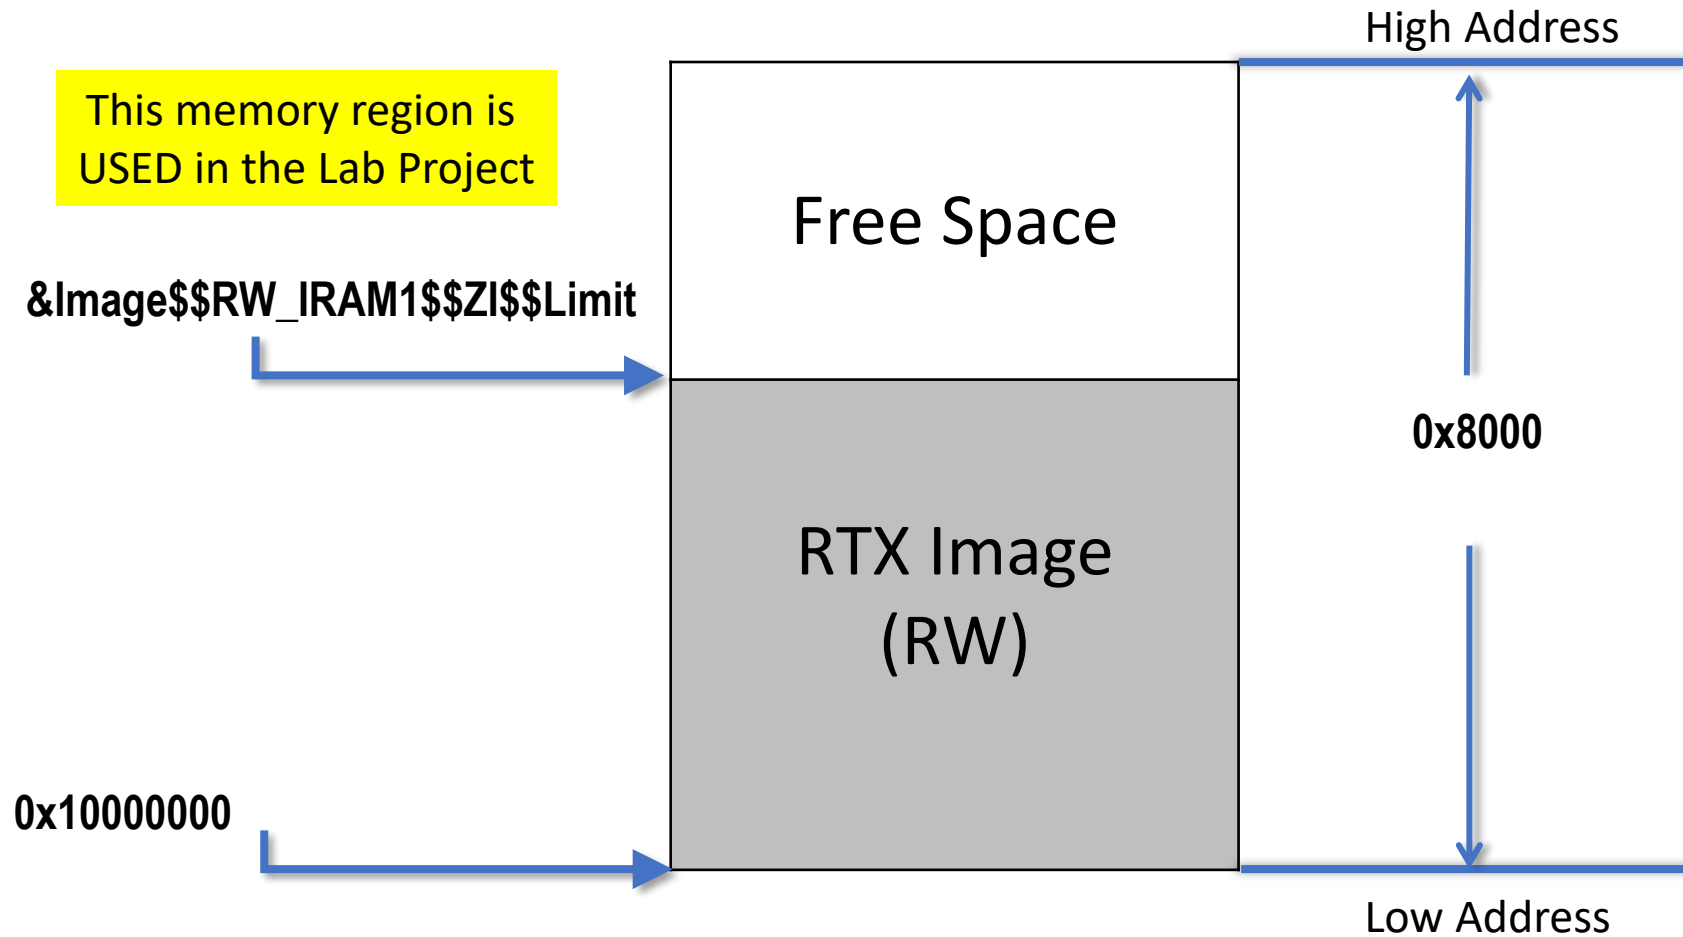 High Address
This memory region is
USED in the Lab Project
Free Space
&Image$$RW_IRAM1$$ZI$$Limit
0x8000
RTX Image
(RW)
0x10000000
Low Address